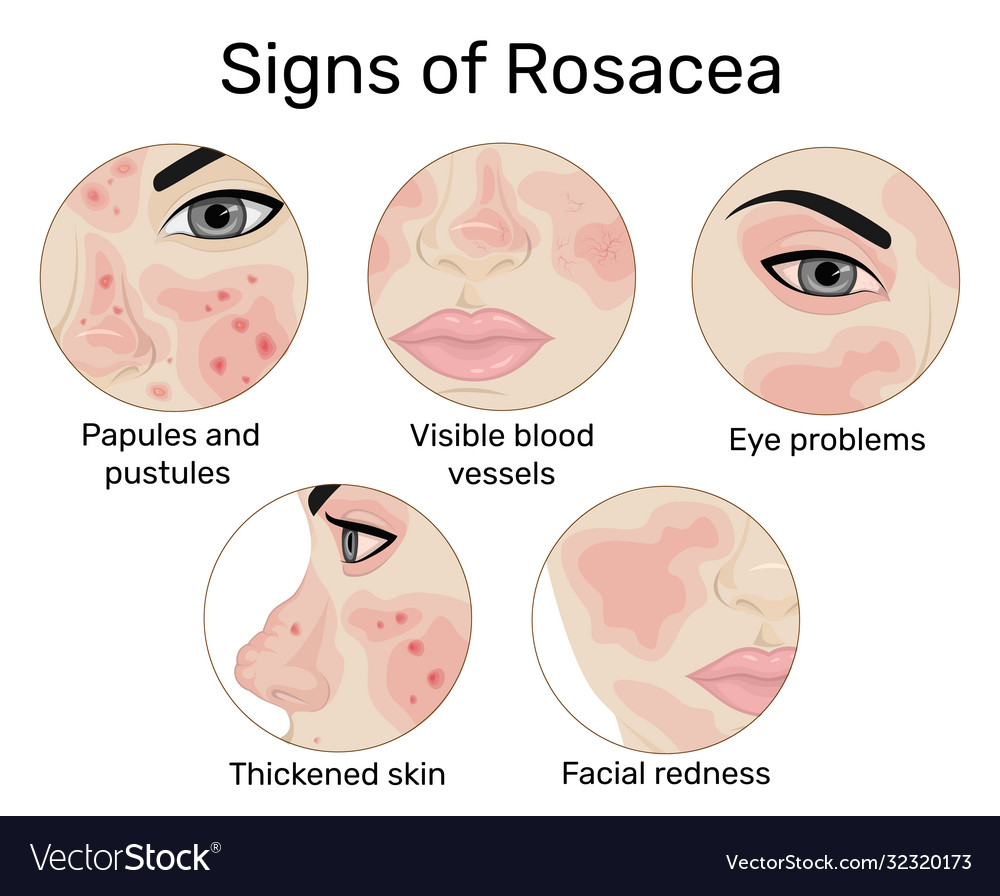 Signs of Rosacea
Papules and
pustules
Visible blood
vessels
Eye problems
Thickened skin
Facial redness
VectorStock®
VectorStock.com/32320173